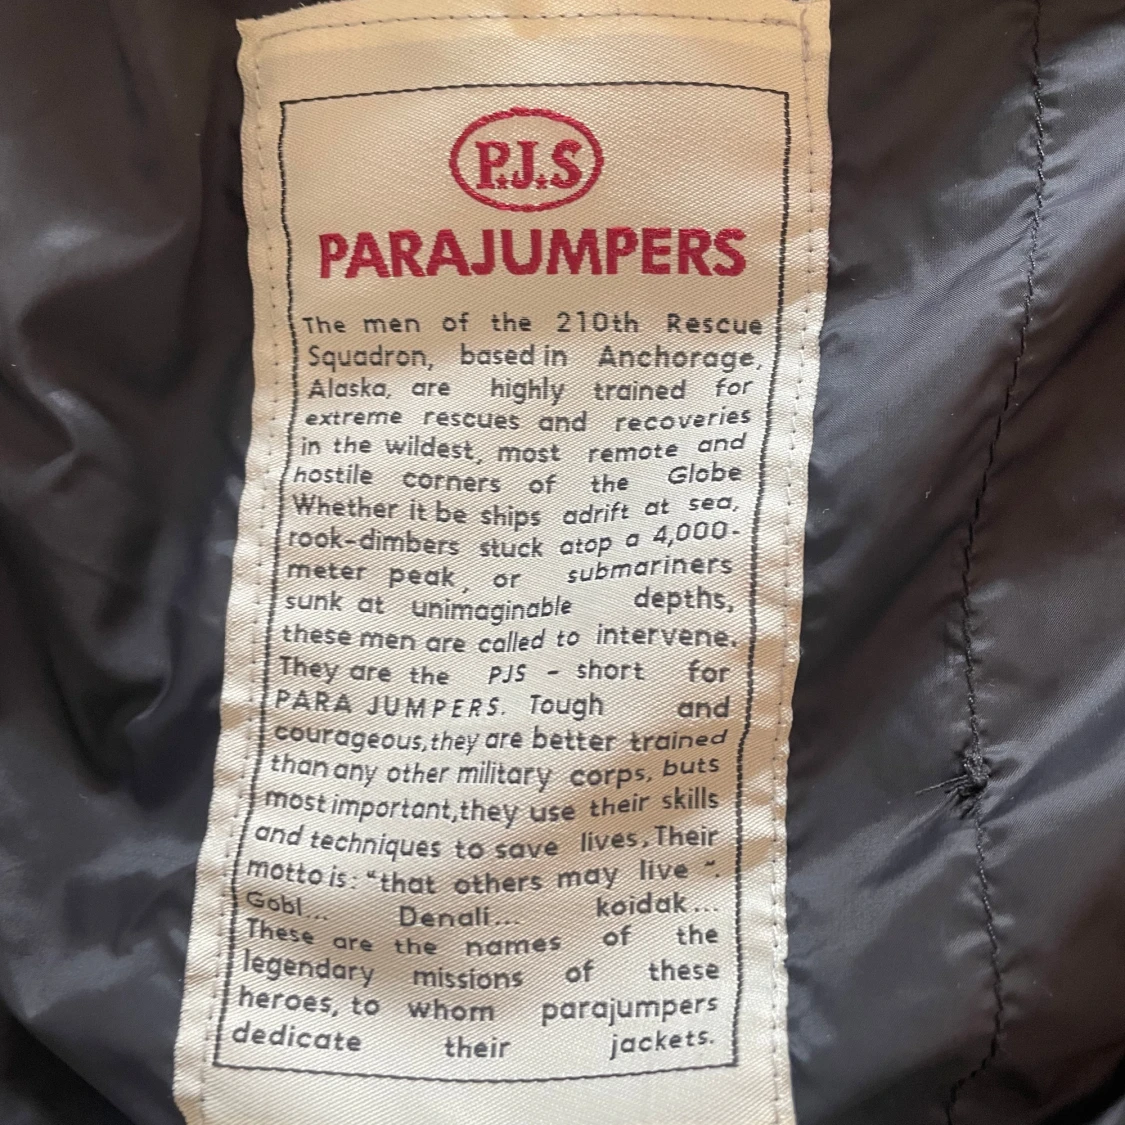 P.J.S
PARAJUMPERS
The men of the 210th Rescue
Squadron, based in Anchorage,
Alaska, are highly trained for
extreme rescues and recoveries
in the wildest, most remote and
hostile corners of the Globe
Whether it be ships adrift at sea,
rook-dimbers stuck atop a 4,000-
meter peak, or submariners
sunk at unimaginable depths,
these men are called to intervene.
They are the PJS - short for
PARA JUMPERS. Tough and
courageous,they are better trained
than any other military corps, buts
most important,they use their skills
and techniques to save lives,Their
motto is: “that others may live “.
Gobl... Denali... koidak...
These are the names of the
legendary missions of these
heroes, to whom parajumpers
dedicate their jackets.